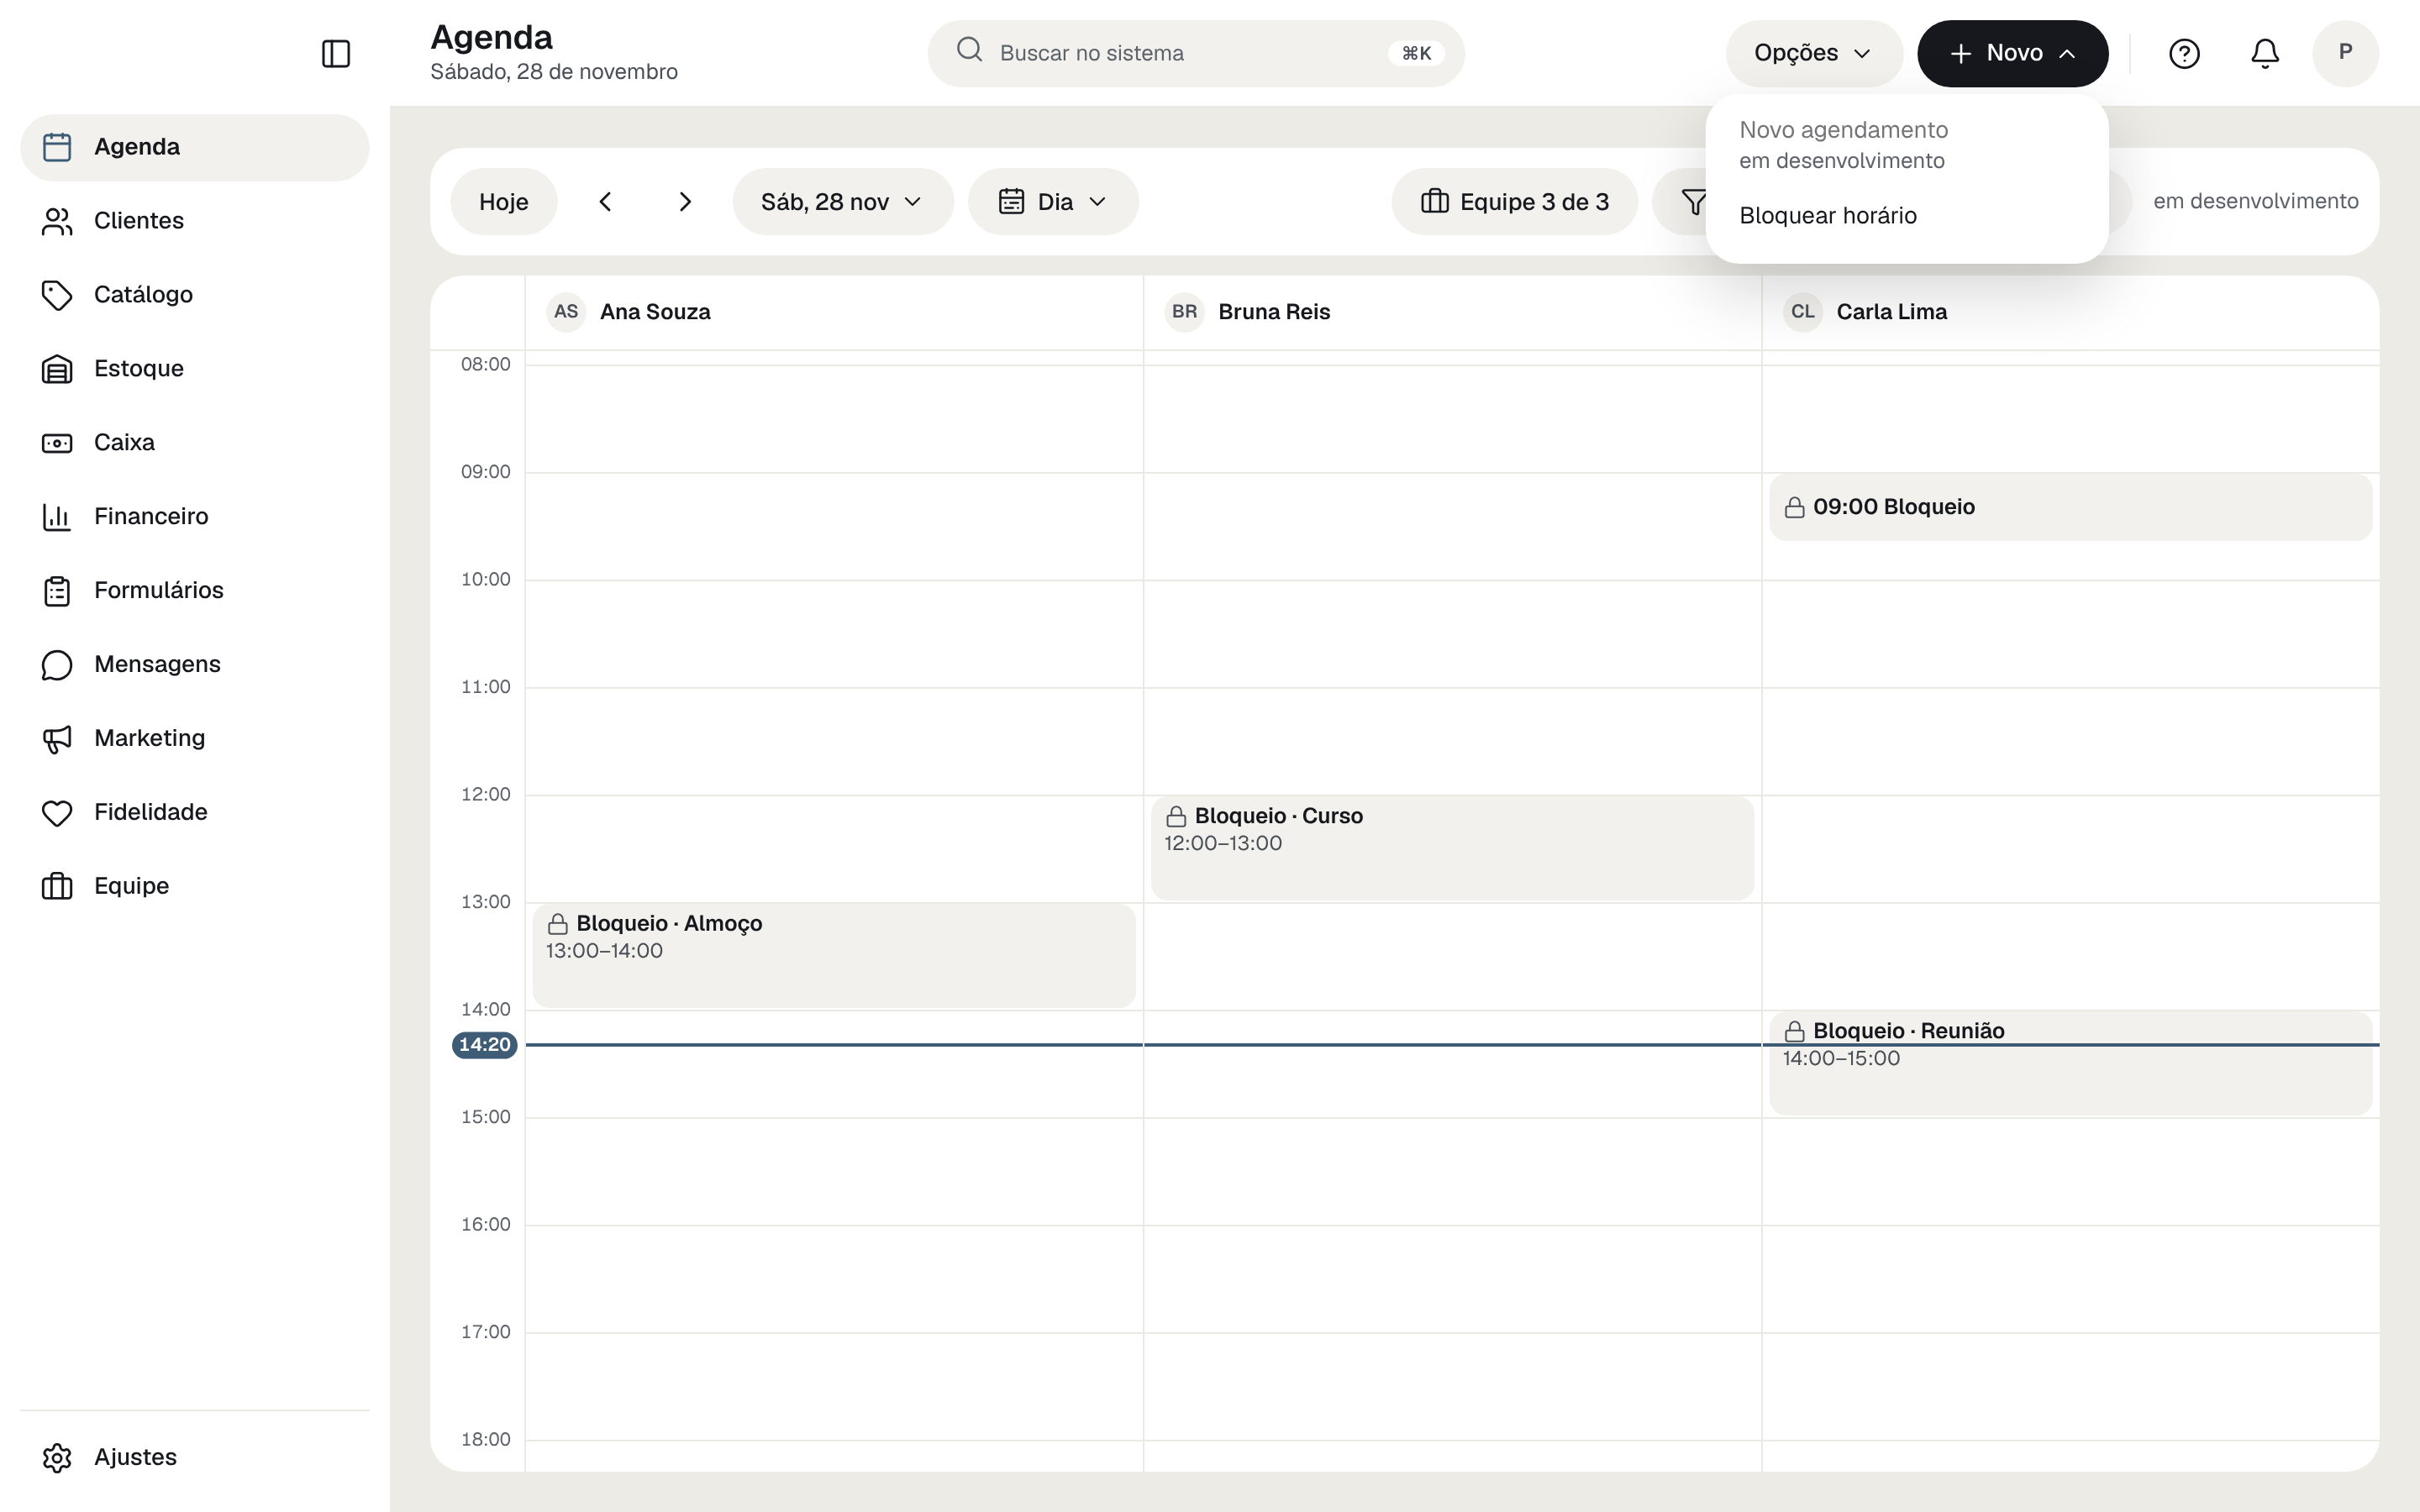 Agenda
Sábado, 28 de novembro
Buscar no sistema
⌘K
Opções
Novo
P
Novo agendamento
em desenvolvimento
Bloquear horário
Agenda
Clientes
Catálogo
Estoque
Caixa
Financeiro
Formulários
Mensagens
Marketing
Fidelidade
Equipe
Ajustes
Hoje
Sáb, 28 nov
Dia
Equipe 3 de 3
em desenvolvimento
AS Ana Souza
BR Bruna Reis
CL Carla Lima
08:00
09:00
09:00 Bloqueio
10:00
11:00
12:00
Bloqueio · Curso
12:00–13:00
13:00
Bloqueio · Almoço
13:00–14:00
14:00
Bloqueio · Reunião
14:20
14:00–15:00
15:00
16:00
17:00
18:00